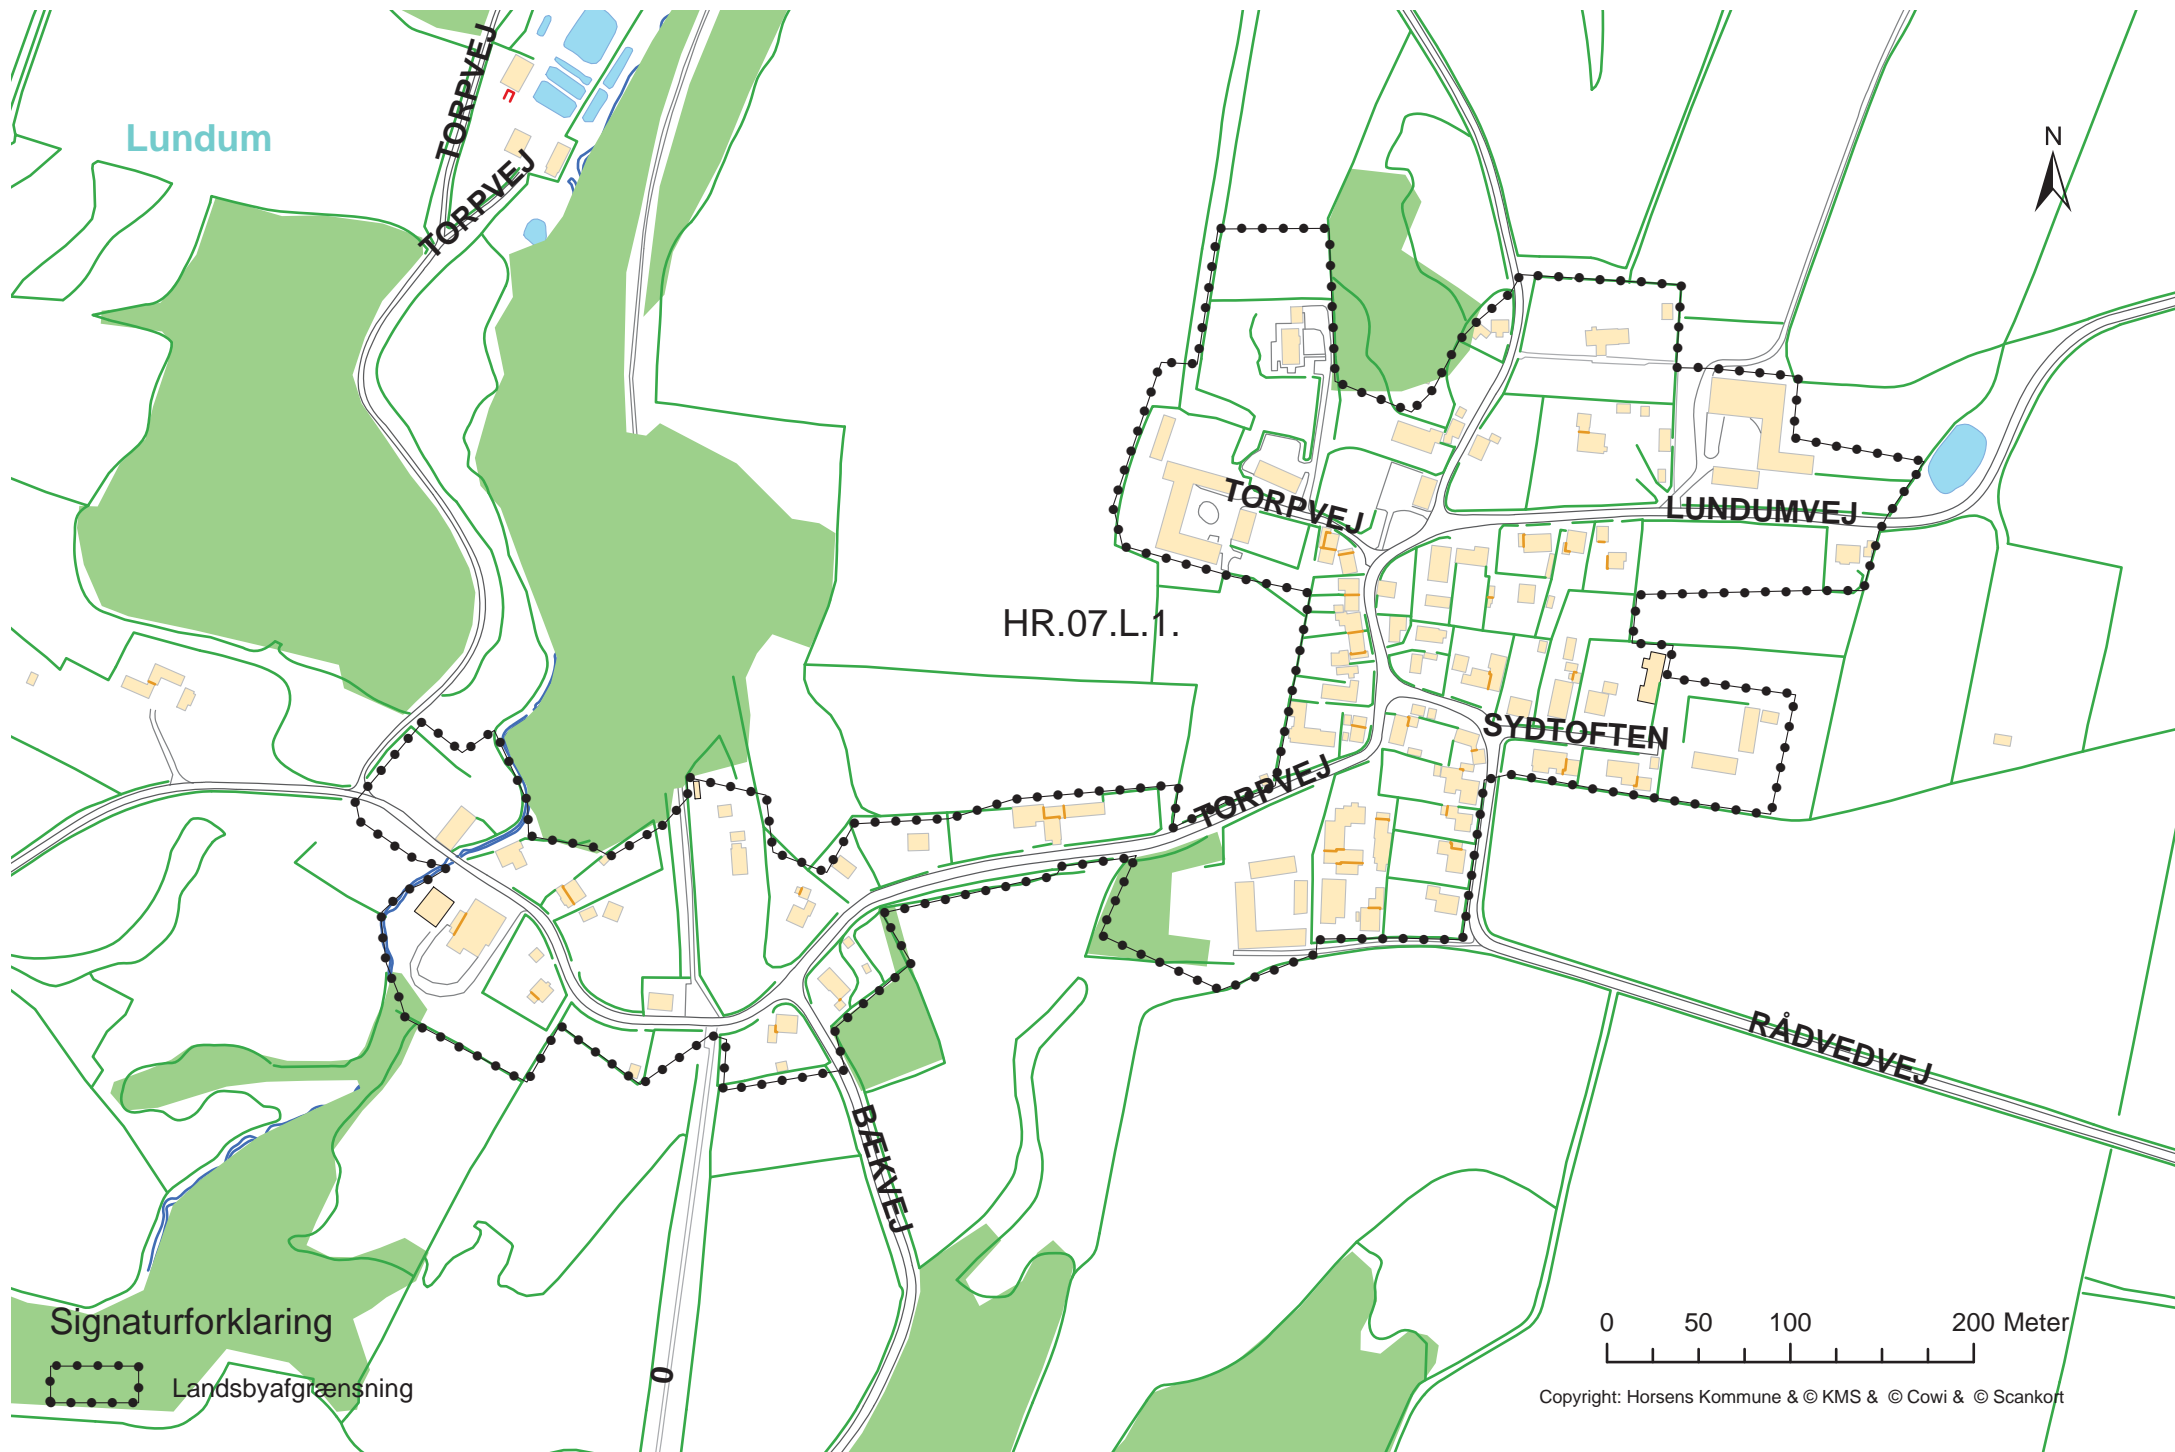 TORPVEJ
Lundum
TORPVEJ
N
TORPVEJ
LUNDUMVEJ
HR.07.L.1.
SYDTOFTEN
TORPVEJ
RÅDVEDVEJ
BÆKVEJ
Signaturforklaring
Landsbyafgrænsning
0
0 50 100 200 Meter
Copyright: Horsens Kommune & © KMS & © Cowi & © Scankort